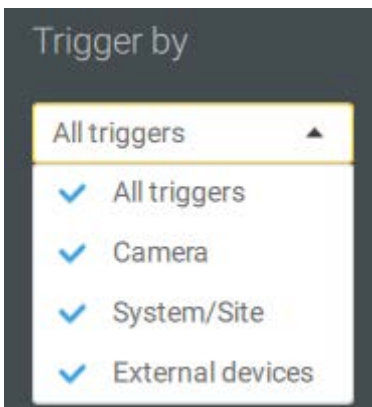 Trigger by
All triggers
All triggers
Camera
System/Site
External devices